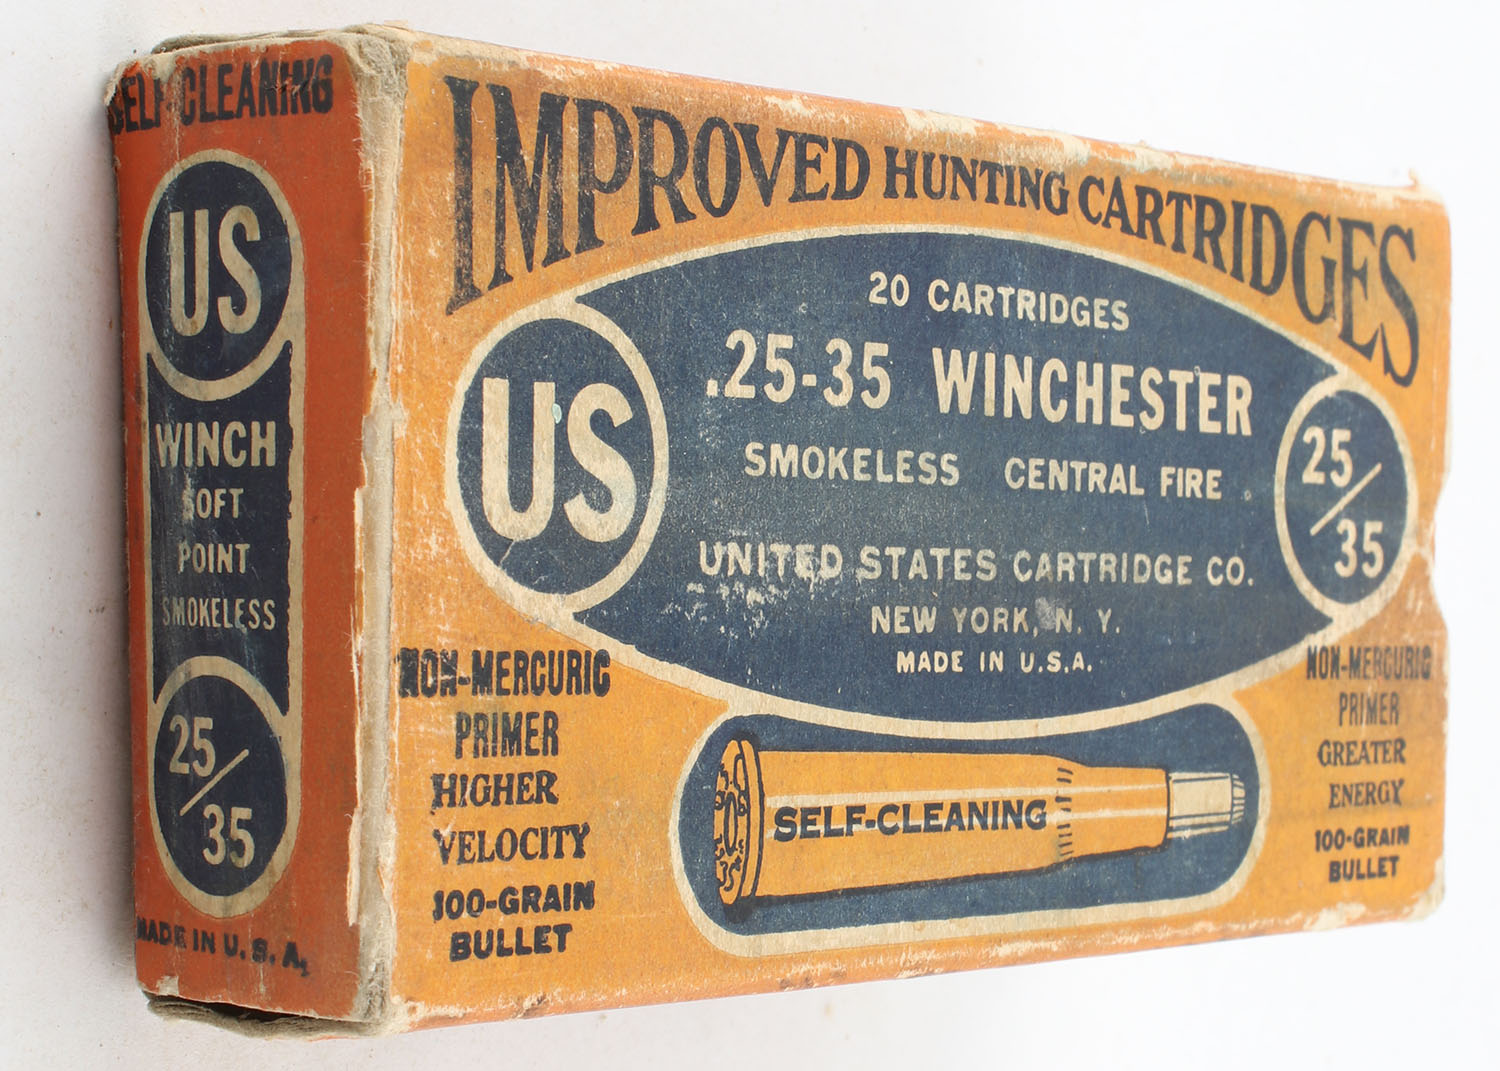 SELF-CLEANING
US
WINCH
SOFT
POINT
SMOKELESS
25/35
MADE IN U.S.A.
IMPROVED HUNTING CARTRIDGES
US
20 CARTRIDGES
.25-35 WINCHESTER
SMOKELESS CENTRAL FIRE
UNITED STATES CARTRIDGE CO.
NEW YORK, N. Y.
MADE IN U.S.A.
25/35
NON-MERCURIC
PRIMER
HIGHER
VELOCITY
100-GRAIN
BULLET
SELF-CLEANING
NON-MERCURIC
PRIMER
GREATER
ENERGY
100-GRAIN
BULLET